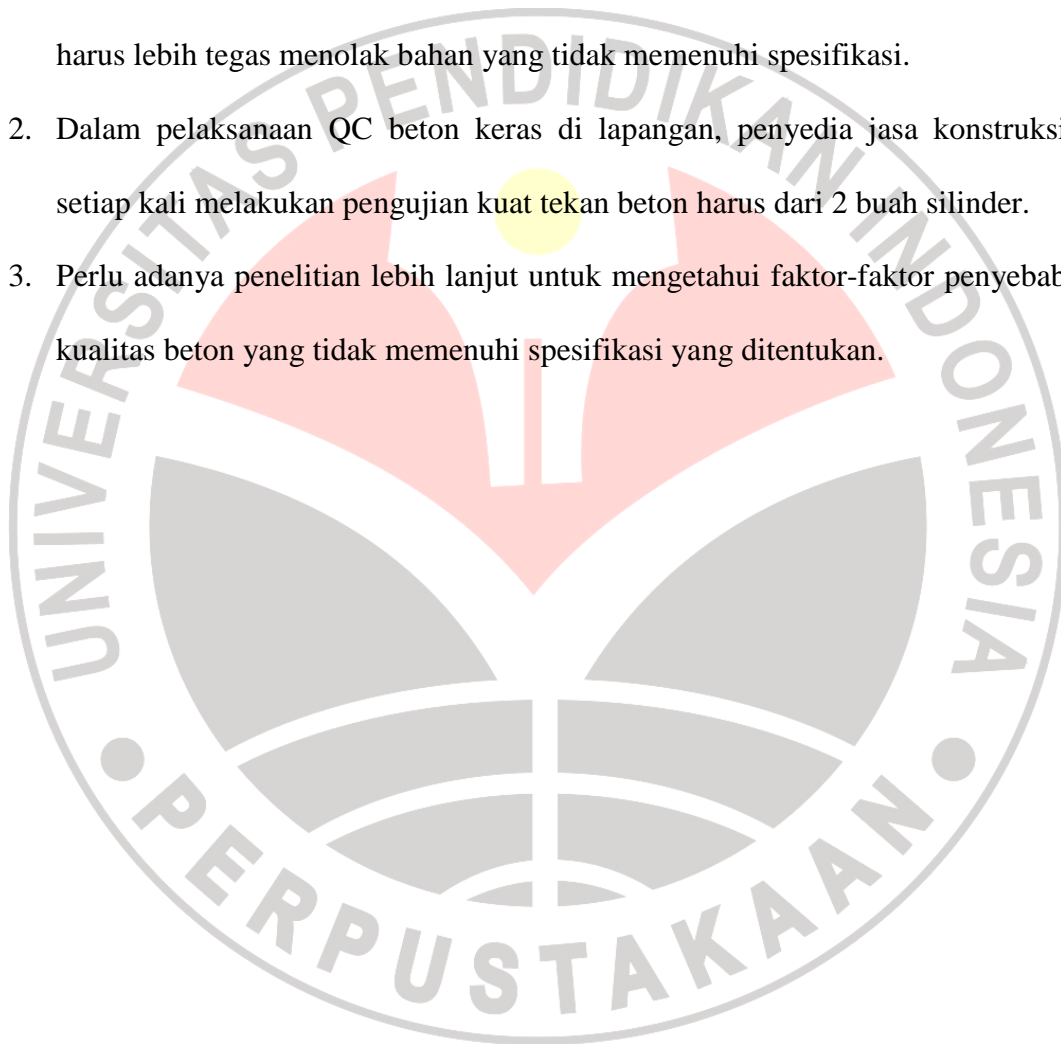 harus lebih tegas menolak bahan yang tidak memenuhi spesifikasi.
2. Dalam pelaksanaan QC beton keras di lapangan, penyedia jasa konstruksi
setiap kali melakukan pengujian kuat tekan beton harus dari 2 buah silinder.
3. Perlu adanya penelitian lebih lanjut untuk mengetahui faktor-faktor penyebab
kualitas beton yang tidak memenuhi spesifikasi yang ditentukan.
UNIVERSITAS PENDIDIKAN INDONESIA
PERPUSTAKAAN